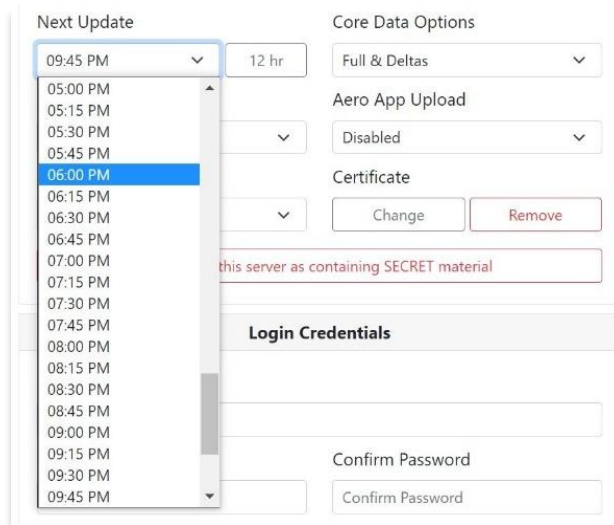 Next Update
Core Data Options
09:45 PM
12 hr
Full & Deltas
05:00 PM
05:15 PM
05:30 PM
05:45 PM
06:00 PM
06:15 PM
06:30 PM
06:45 PM
07:00 PM
07:15 PM
07:30 PM
07:45 PM
08:00 PM
08:15 PM
08:30 PM
08:45 PM
09:00 PM
09:15 PM
09:30 PM
09:45 PM
Aero App Upload
Disabled
Certificate
Change
Remove
this server as containing SECRET material
Login Credentials
Confirm Password
Confirm Password